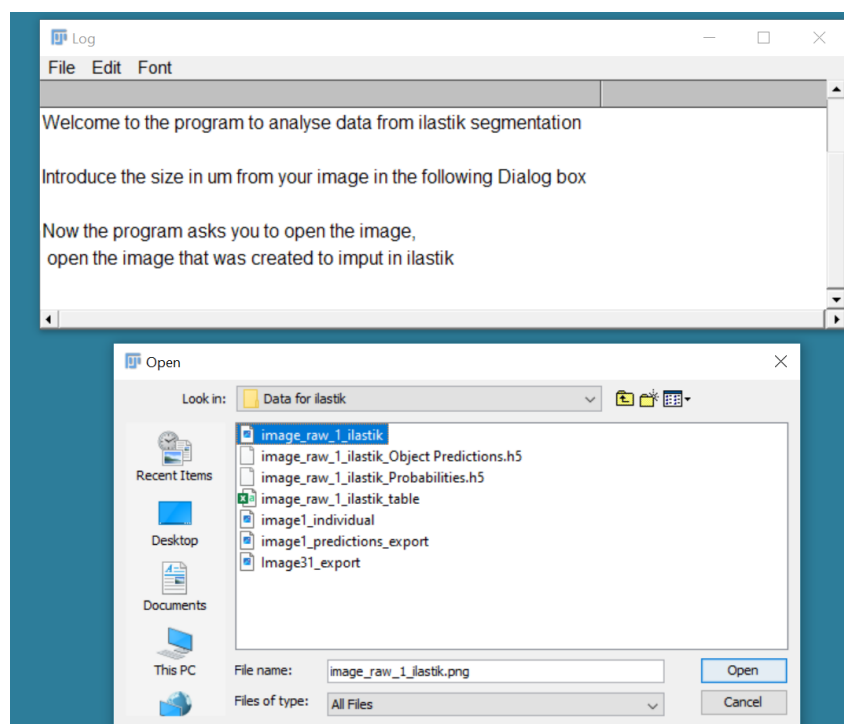 Log
File Edit Font
Welcome to the program to analyse data from ilastik segmentation
Introduce the size in um from your image in the following Dialog box
Now the program asks you to open the image,
open the image that was created to imput in ilastik
Open
Look in: Data for ilastik
image_raw_1_ilastik
image_raw_1_ilastik_Object Predictions.h5
image_raw_1_ilastik_Probabilities.h5
image_raw_1_ilastik_table
image1_individual
image1_predictions_export
Image31_export
Recent Items
Desktop
Documents
This PC
File name: image_raw_1_ilastik.png Open
Files of type: All Files Cancel